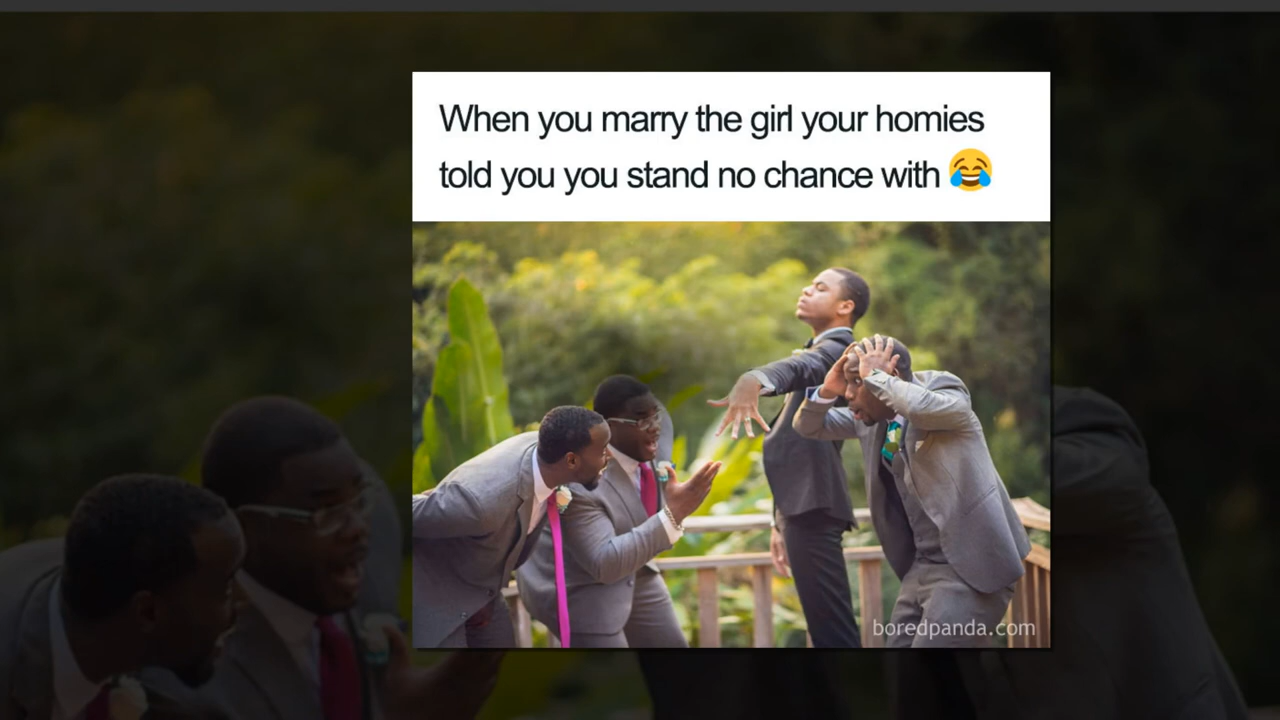 When you marry the girl your homies
told you you stand no chance with 😂
boredpanda.com